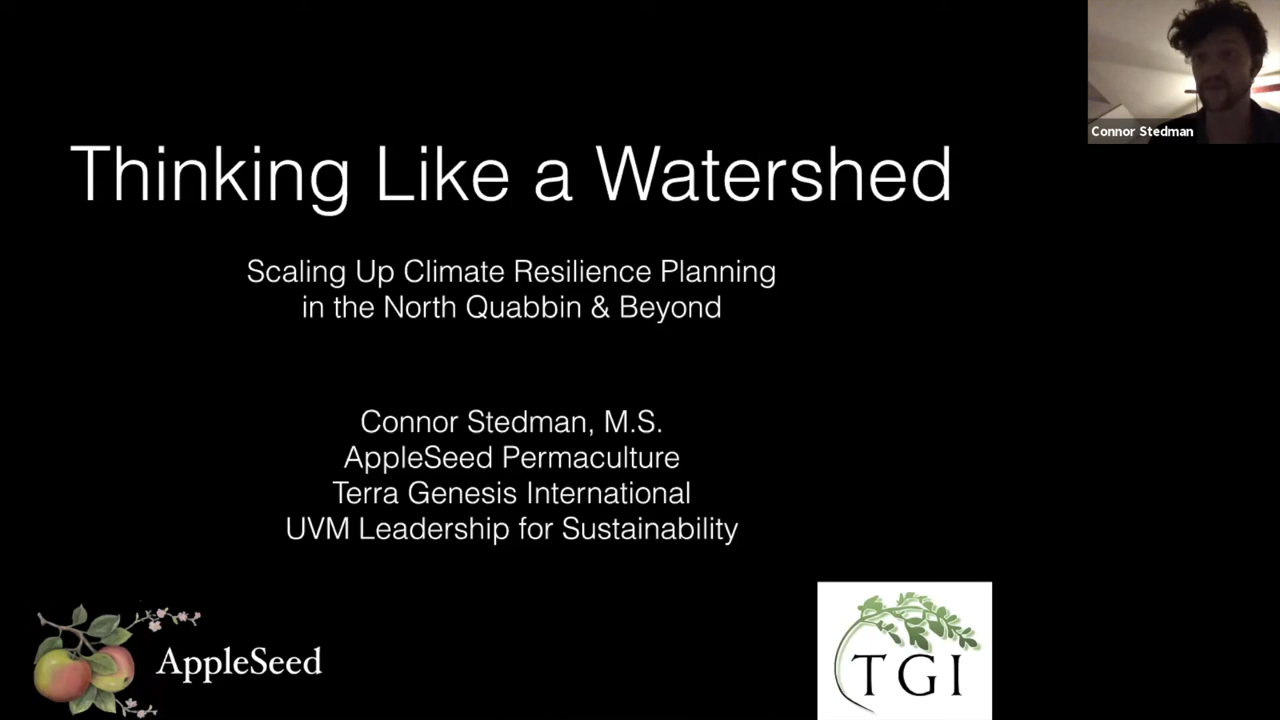 Thinking Like a Watershed
Scaling Up Climate Resilience Planning
in the North Quabbin & Beyond
Connor Stedman, M.S.
AppleSeed Permaculture
Terra Genesis International
UVM Leadership for Sustainability
AppleSeed
TGI
Connor Stedman